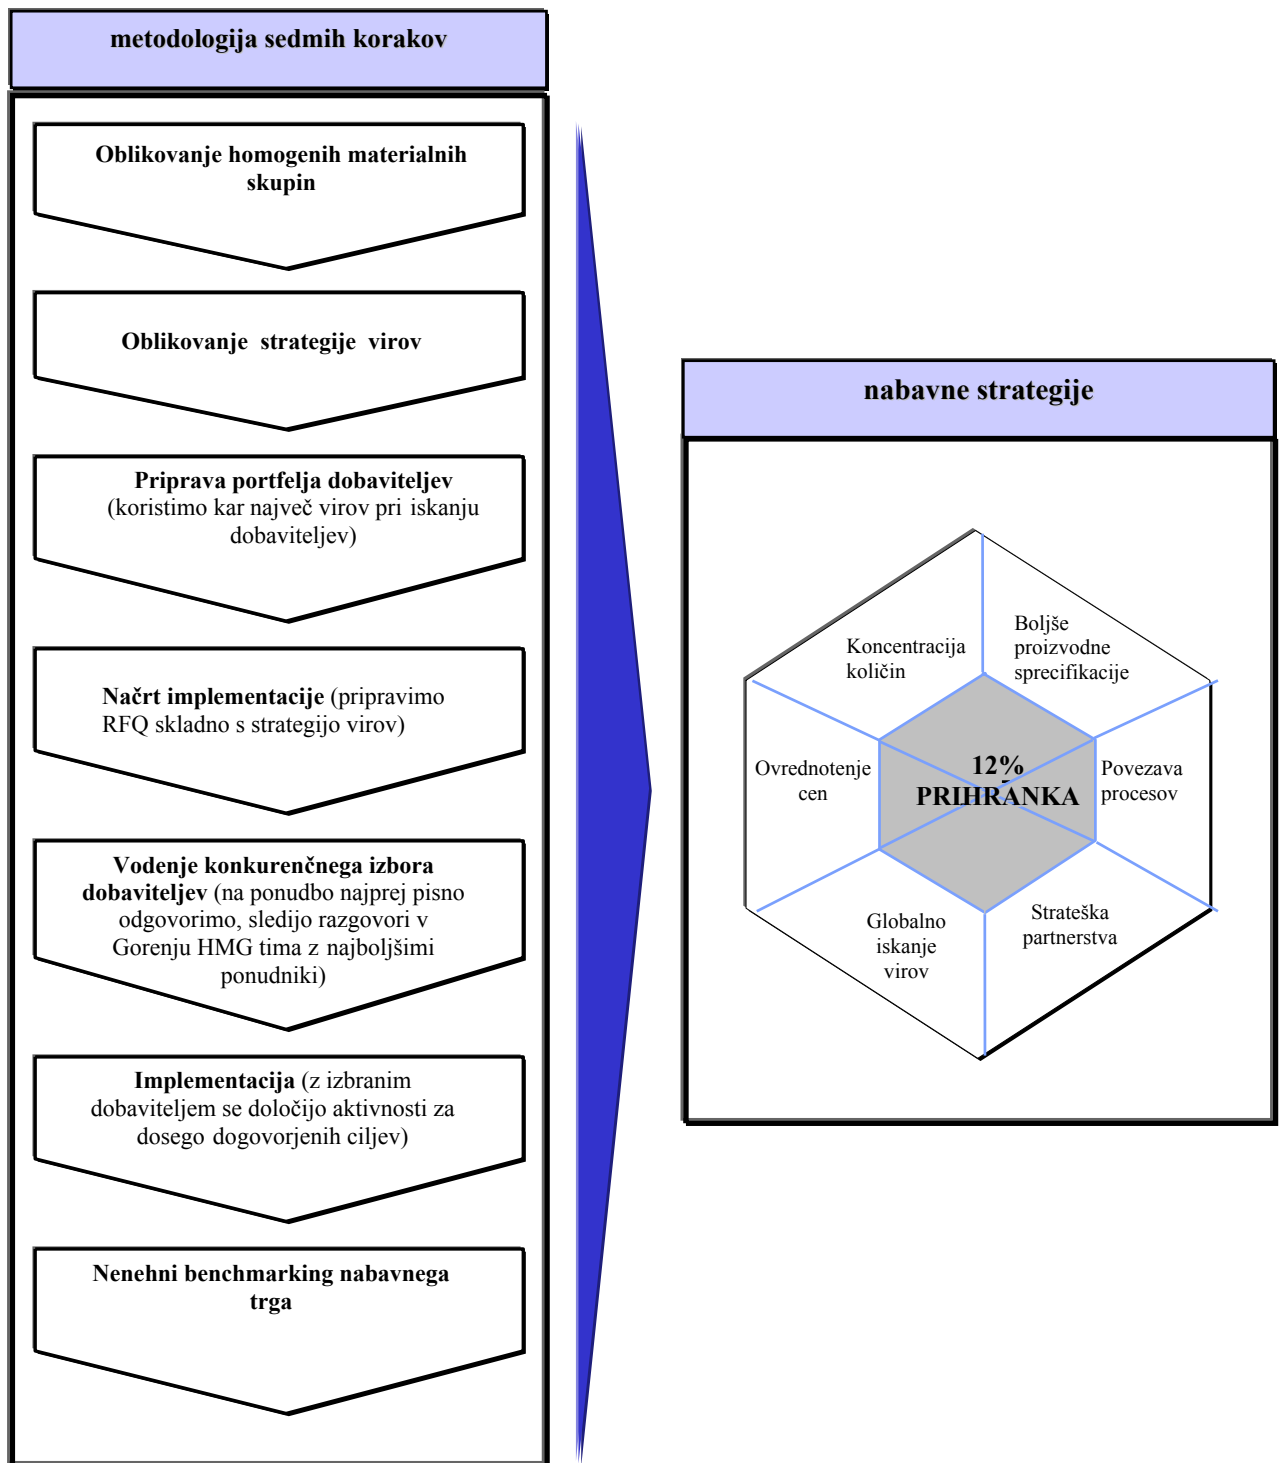 metodologija sedmih korakov
Oblikovanje homogenih materialnih
skupin
Oblikovanje strategije virov
Priprava portfelja dobaviteljev
(koristimo kar največ virov pri iskanju
dobaviteljev)
Načrt implementacije (pripravimo
RFQ skladno s strategijo virov)
Vodenje konkurenčnega izbora
dobaviteljev (na ponudbo najprej pisno
odgovorimo, sledijo razgovori v
Gorenju HMG tima z najboljšimi
ponudniki)
Implementacija (z izbranim
dobaviteljem se določijo aktivnosti za
dosego dogovorjenih ciljev)
Nenehni benchmarking nabavnega
trga
nabavne strategije
Koncentracija
količin
Boljše
proizvodne
sprecifikacije
Ovrednotenje
cen
12%
PRIHRANKA
Povezava
procesov
Globalno
iskanje
virov
Strateška
partnerstva